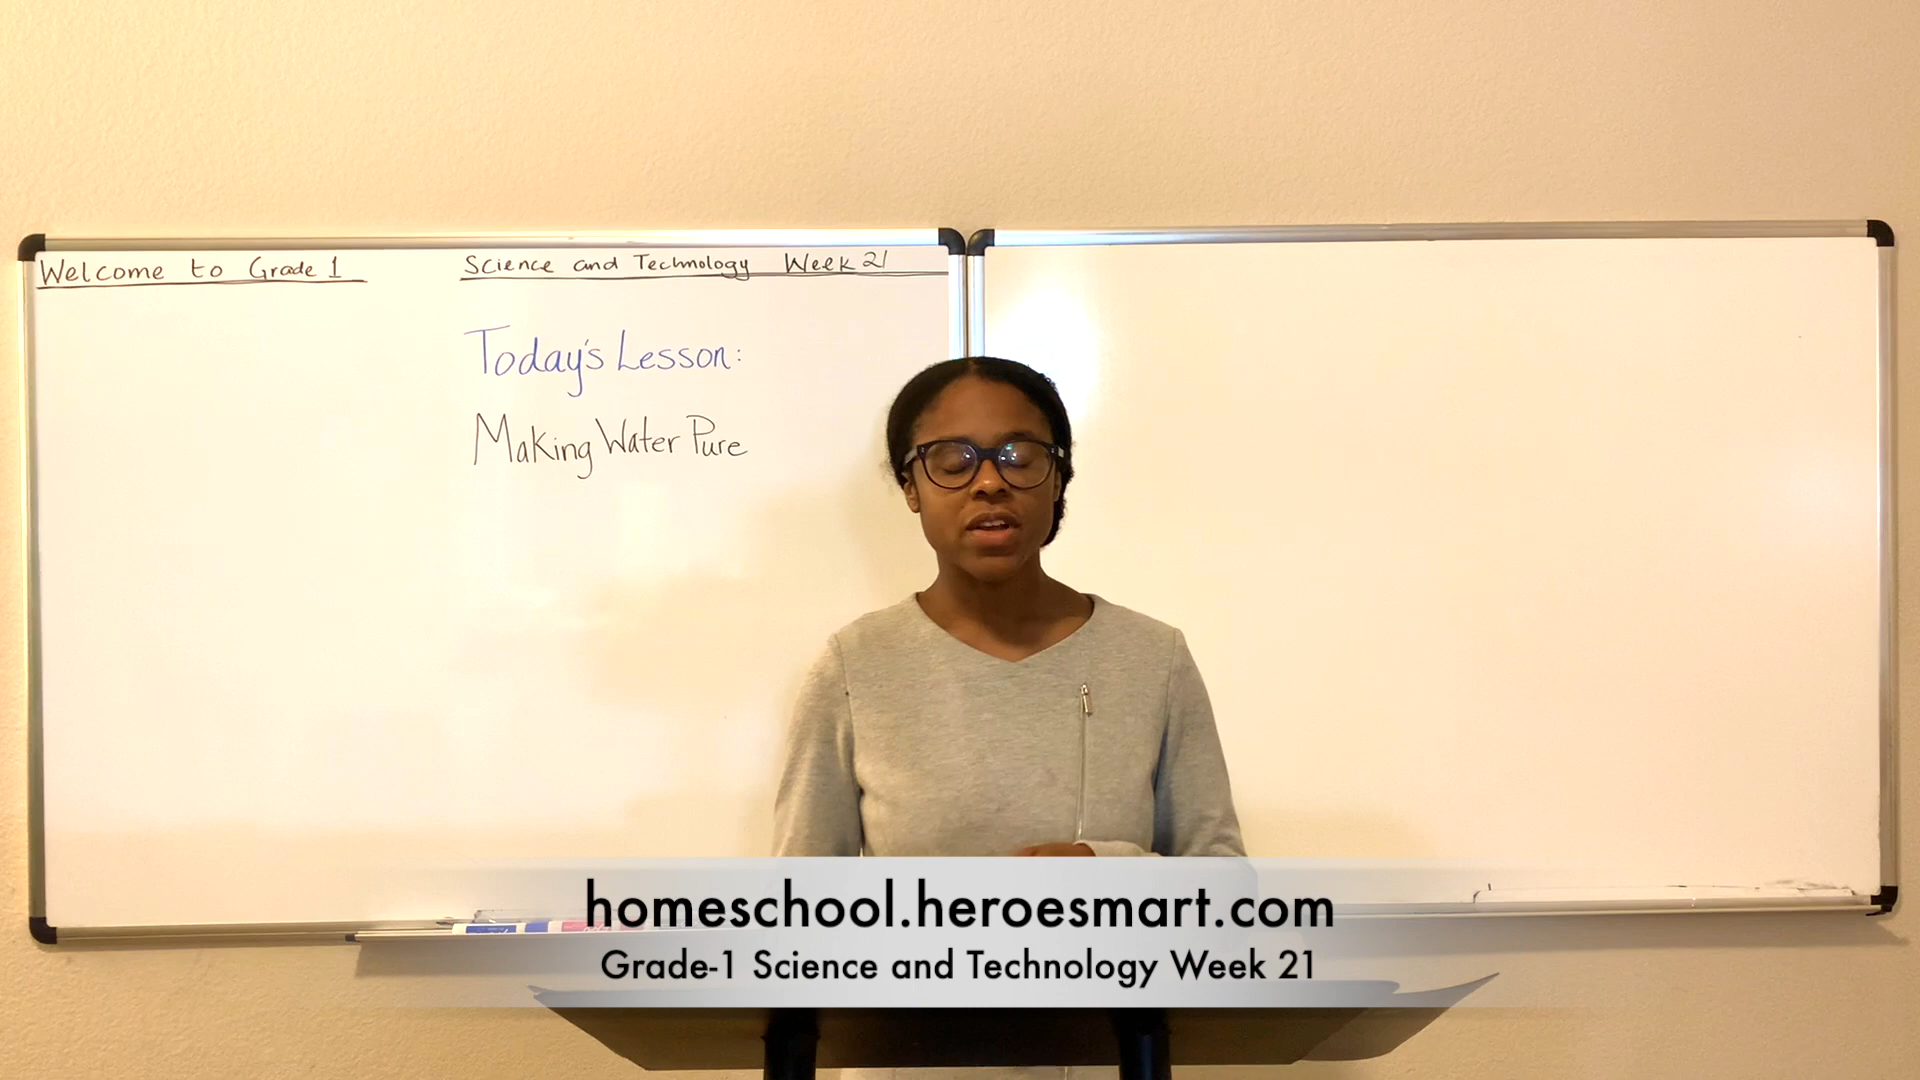 Welcome to Grade 1
Science and Technology Week 21
Today's Lesson:
Making Water Pure
homeschool.heroesmart.com
Grade-1 Science and Technology Week 21